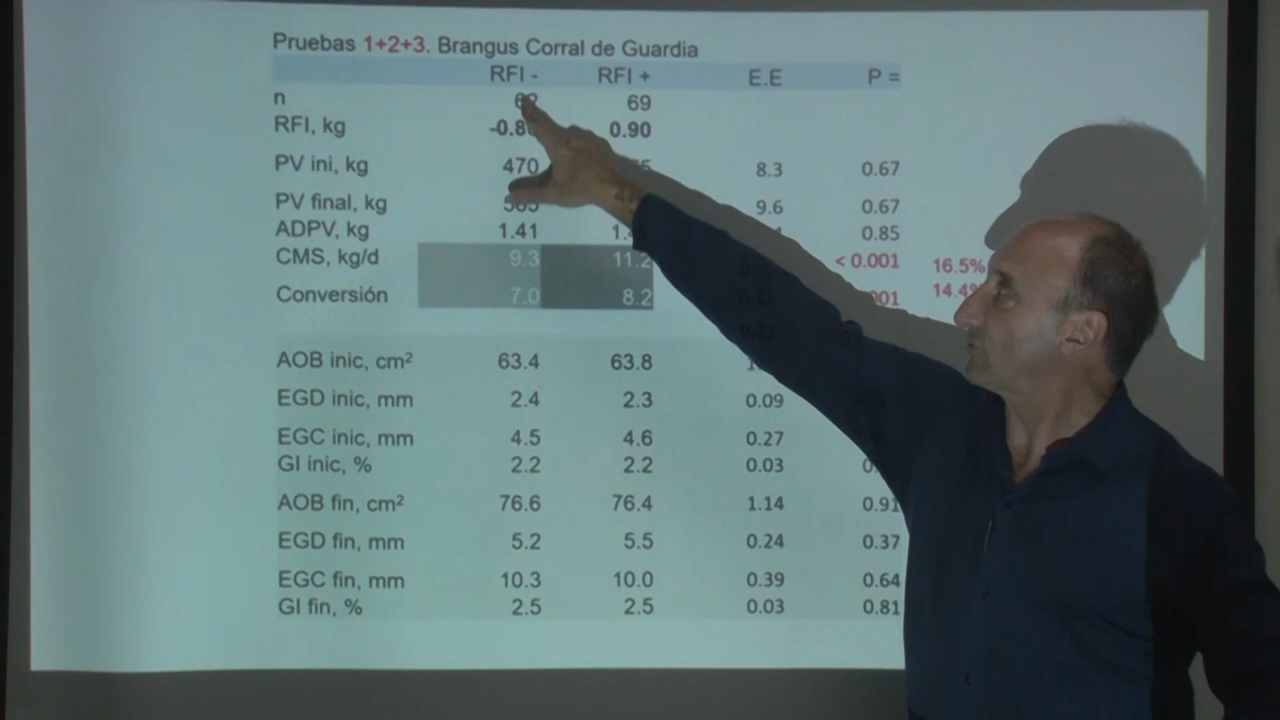 Pruebas 1+2+3. Brangus Corral de Guardia
RFI - RFI + E.E P =
n 69
RFI, kg 0.90
PV ini, kg 470 8.3 0.67
PV final, kg 9.6 0.67
ADPV, kg 1.41 0.85
CMS, kg/d 9.3 11.2 < 0.001 16.5%
Conversión 7.0 8.2
AOB inic, cm² 63.4 63.8
EGD inic, mm 2.4 2.3 0.09
EGC inic, mm 4.5 4.6 0.27
GI inic, % 2.2 2.2 0.03
AOB fin, cm² 76.6 76.4 1.14 0.91
EGD fin, mm 5.2 5.5 0.24 0.37
EGC fin, mm 10.3 10.0 0.39 0.64
GI fin, % 2.5 2.5 0.03 0.81